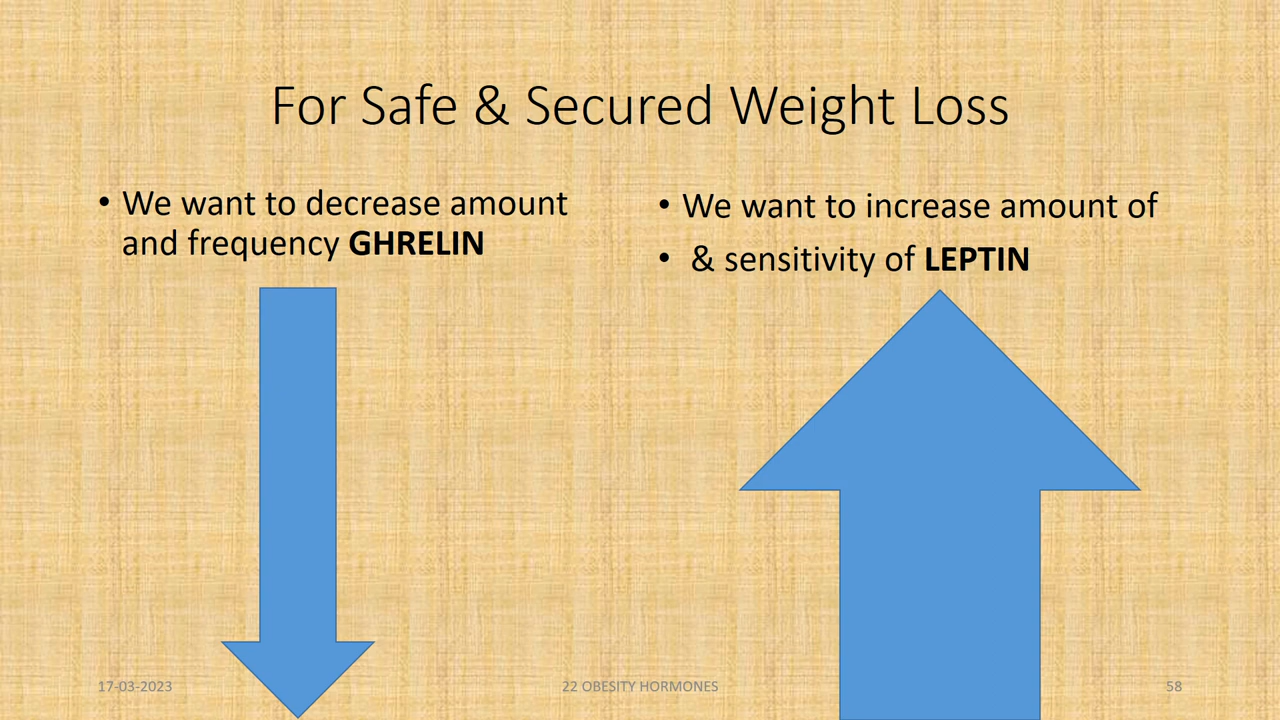 For Safe & Secured Weight Loss
• We want to decrease amount
and frequency GHRELIN
• We want to increase amount of
• & sensitivity of LEPTIN
17-03-2023
22 OBESITY HORMONES
58